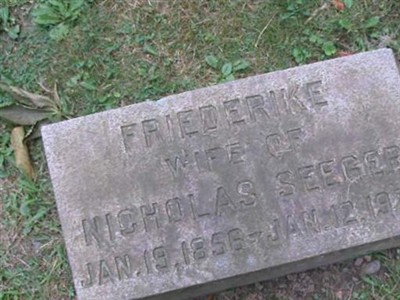 FRIEDERIKE
WIFE OF
NICHOLAS SEEGER
JAN. 19, 1856 - JAN. 12, 19